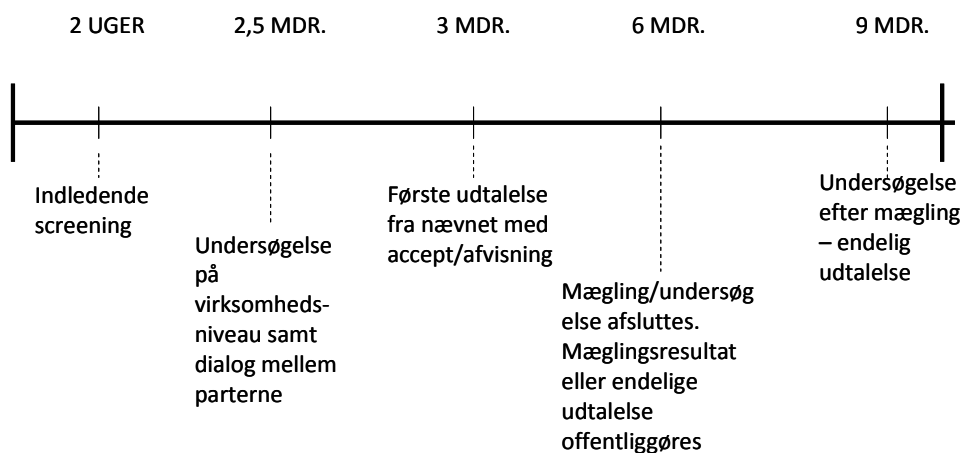 2 UGER
2,5 MDR.
3 MDR.
6 MDR.
9 MDR.
Indledende
screening
Undersøgelse
på
virksomheds-
niveau samt
dialog mellem
parterne
Første udtalelse
fra nævnet med
accept/afvisning
Mægling/undersøg
else afsluttes.
Mæglingsresultat
eller endelige
udtalelse
offentliggøres
Undersøgelse
efter mægling
– endelig
udtalelse